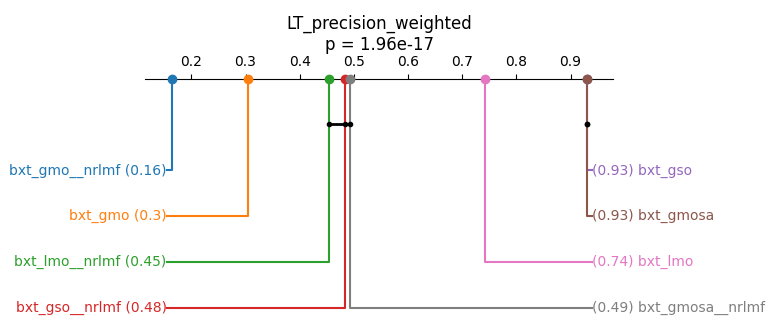 LT_precision_weighted
p = 1.96e-17
0.2 0.3 0.4 0.5 0.6 0.7 0.8 0.9
bxt_gmo__nrlmf (0.16)
(0.93) bxt_gso
bxt_gmo (0.3)
(0.93) bxt_gmosa
bxt_lmo__nrlmf (0.45)
(0.74) bxt_lmo
bxt_gso__nrlmf (0.48)
(0.49) bxt_gmosa__nrlmf